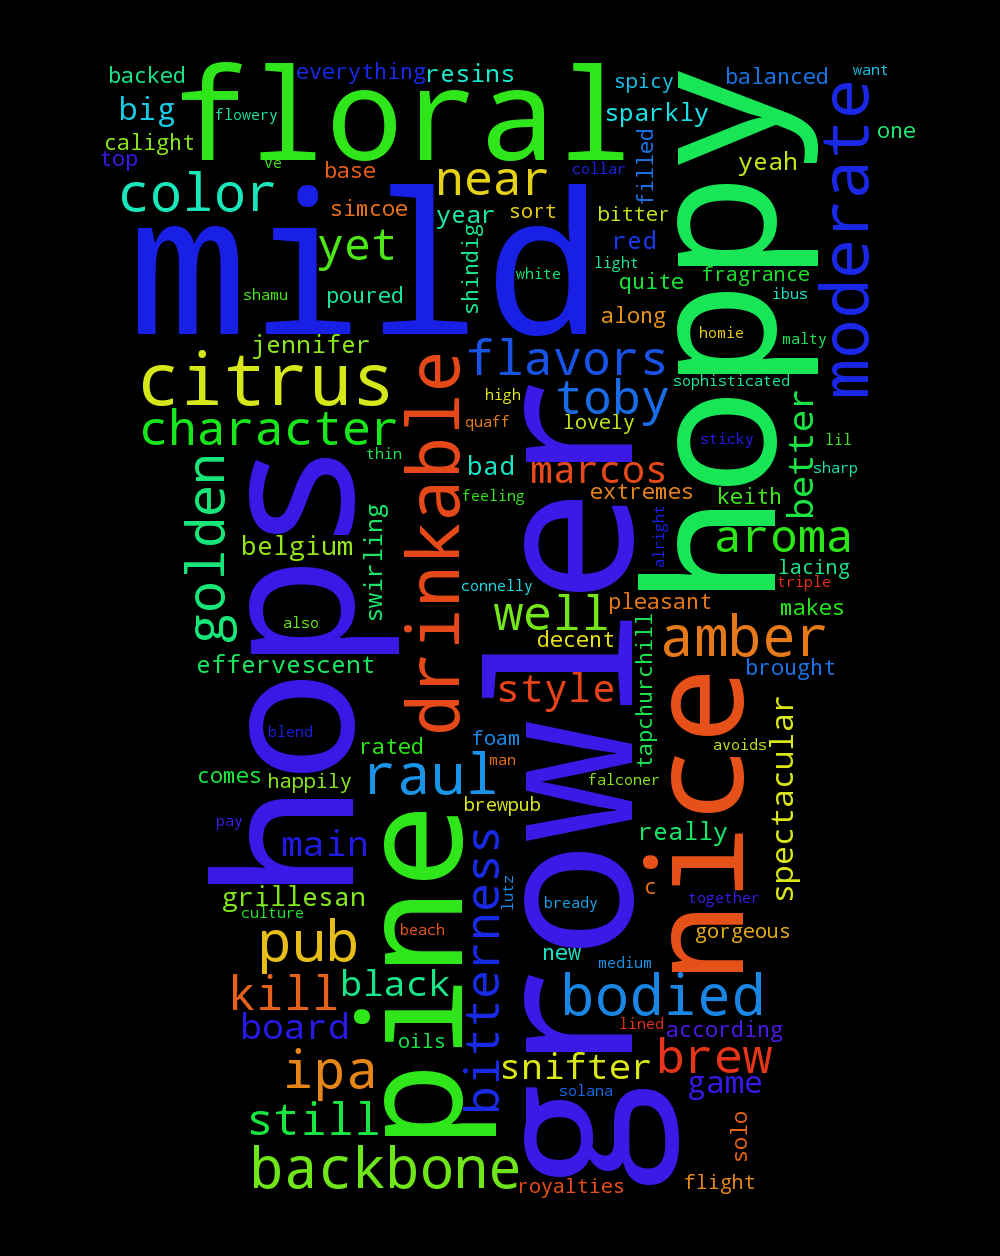 floral
backed
everything
resins
spicy
balanced
want
big
flowery
sparkly
one
calight
top
ve
base
collar
filled
yeah
moderate
color
near
simcoe
year
sort
bitter
hoppy
mild
yet
red
shindig
white
light
quite
fragrance
shamu
poured
ibus
along
jennifer
homie
malty
citrus
flavors
drinkable
high
toby
sophisticated
character
quaff
lovely
better
thin
bad
marcos
sticky
lil
sharp
golden
hops
feeling
extremes
keith
belgium
swirling
alright
aroma
lacing
connelly
triple
also
well
pleasant
makes
decent
tapchurchill
amber
effervescent
style
brought
blend
rated
foam
nice
avoids
spectacular
comes
happily
raul
man
falconer
pay
main
brewpub
really
grillesan
culture
pine
bitterness
lutz
bready
c
together
pub
beach
growler
new
medium
gorgeous
kill
black
bodied
board
oils
lined
according
ipa
snifter
brew
still
solana
game
solo
backbone
royalties
flight